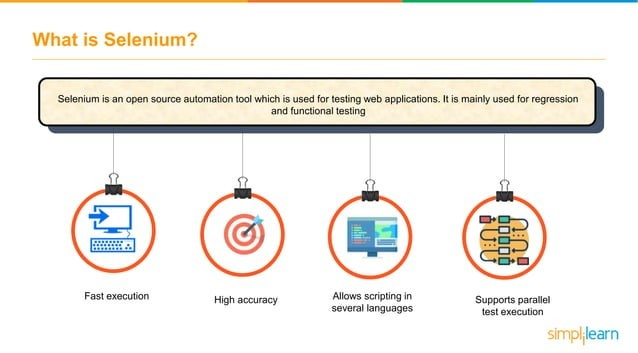 What is Selenium?
Selenium is an open source automation tool which is used for testing web applications. It is mainly used for regression
and functional testing
Fast execution
High accuracy
Allows scripting in
several languages
Supports parallel
test execution
simplilearn